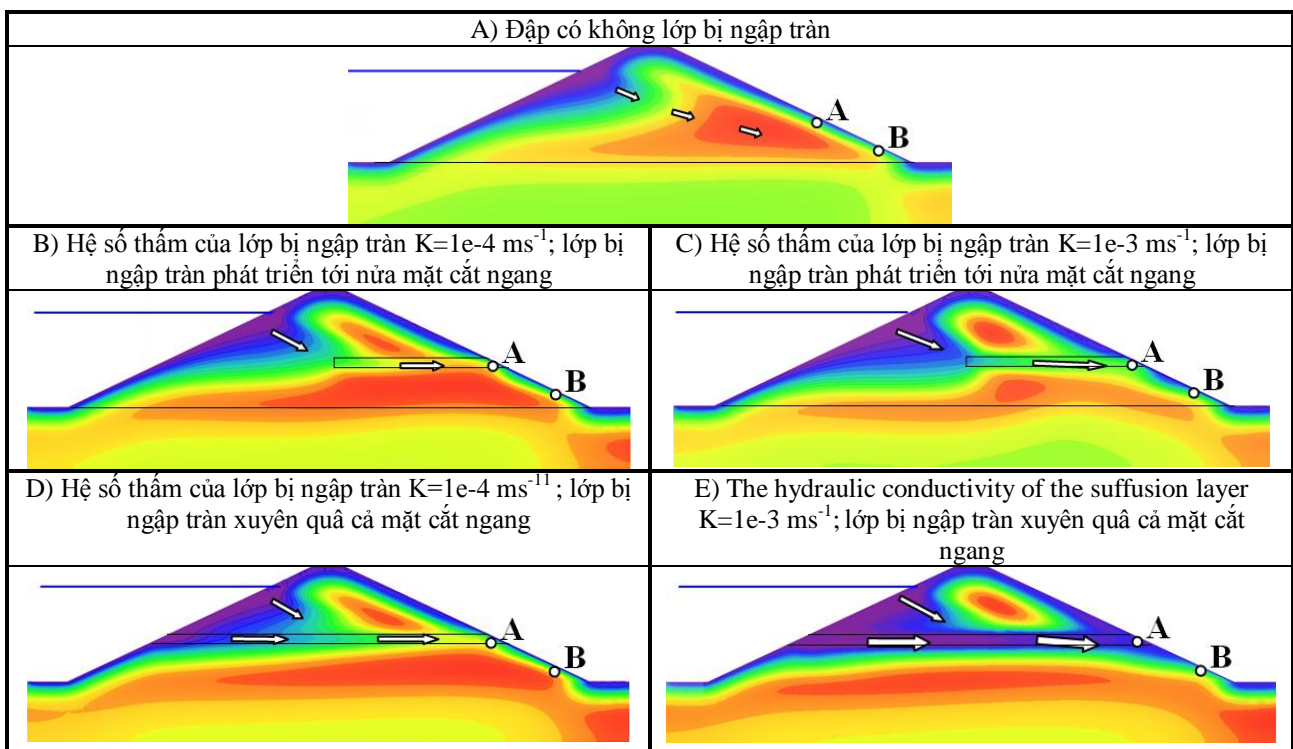 A) Đập có không lớp bị ngập tràn
A
B
B) Hệ số thấm của lớp bị ngập tràn K=1e-4 ms-1; lớp bị
ngập tràn phát triển tới nửa mặt cắt ngang
C) Hệ số thấm của lớp bị ngập tràn K=1e-3 ms-1; lớp bị
ngập tràn phát triển tới nửa mặt cắt ngang
A
B
A
B
D) Hệ số thấm của lớp bị ngập tràn K=1e-4 ms-11; lớp bị
ngập tràn xuyên quâ cả mặt cắt ngang
E) The hydraulic conductivity of the suffusion layer
K=1e-3 ms-1; lớp bị ngập tràn xuyên quâ cả mặt cắt
ngang
A
B
A
B